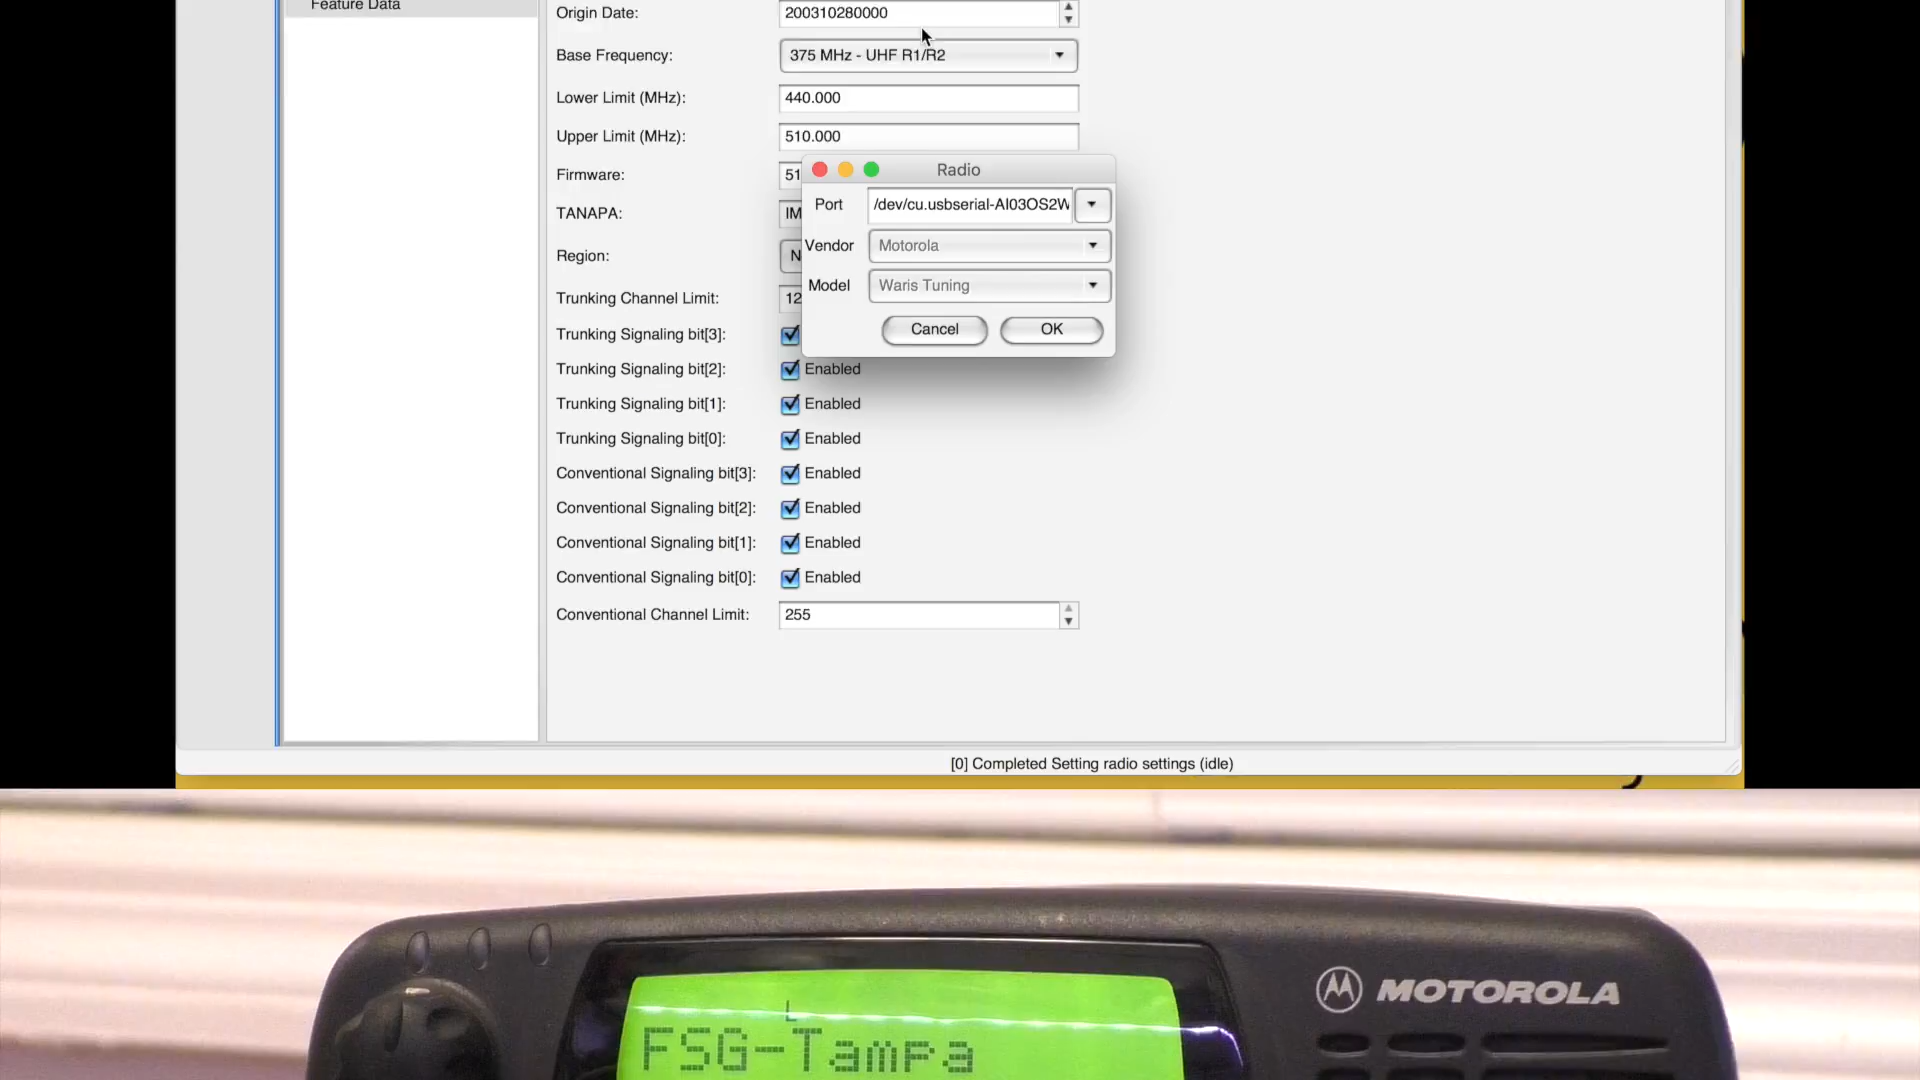 Feature Data
Origin Date: 200310280000
Base Frequency: 375 MHz - UHF R1/R2
Lower Limit (MHz): 440.000
Upper Limit (MHz): 510.000
Firmware: 51
TANAPA: IM
Region: N
Trunking Channel Limit: 12
Trunking Signaling bit[3]:
Trunking Signaling bit[2]: Enabled
Trunking Signaling bit[1]: Enabled
Trunking Signaling bit[0]: Enabled
Conventional Signaling bit[3]: Enabled
Conventional Signaling bit[2]: Enabled
Conventional Signaling bit[1]: Enabled
Conventional Signaling bit[0]: Enabled
Conventional Channel Limit: 255
Radio
Port /dev/cu.usbserial-AI03OS2W
Vendor Motorola
Model Waris Tuning
Cancel OK
[0] Completed Setting radio settings (idle)
MOTOROLA
L
FSG-Tampa